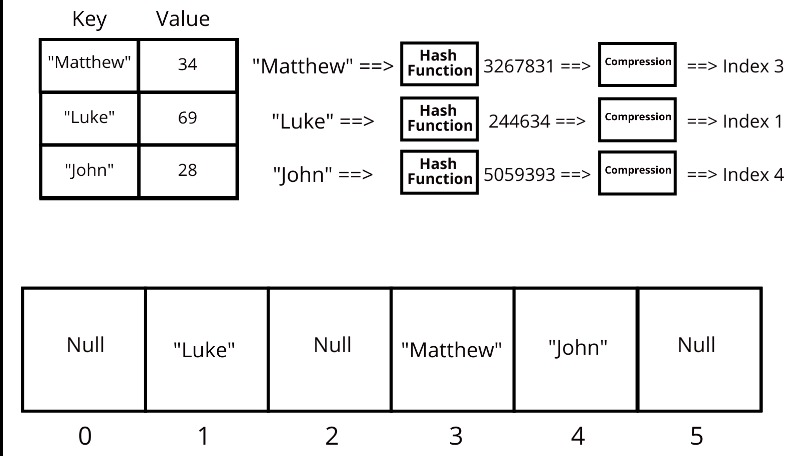 Key Value
"Matthew" 34
"Luke" 69
"John" 28
"Matthew" ==> Hash Function 3267831 ==> Compression ==> Index 3
"Luke" ==> Hash Function 244634 ==> Compression ==> Index 1
"John" ==> Hash Function 5059393 ==> Compression ==> Index 4
Null "Luke" Null "Matthew" "John" Null
0 1 2 3 4 5